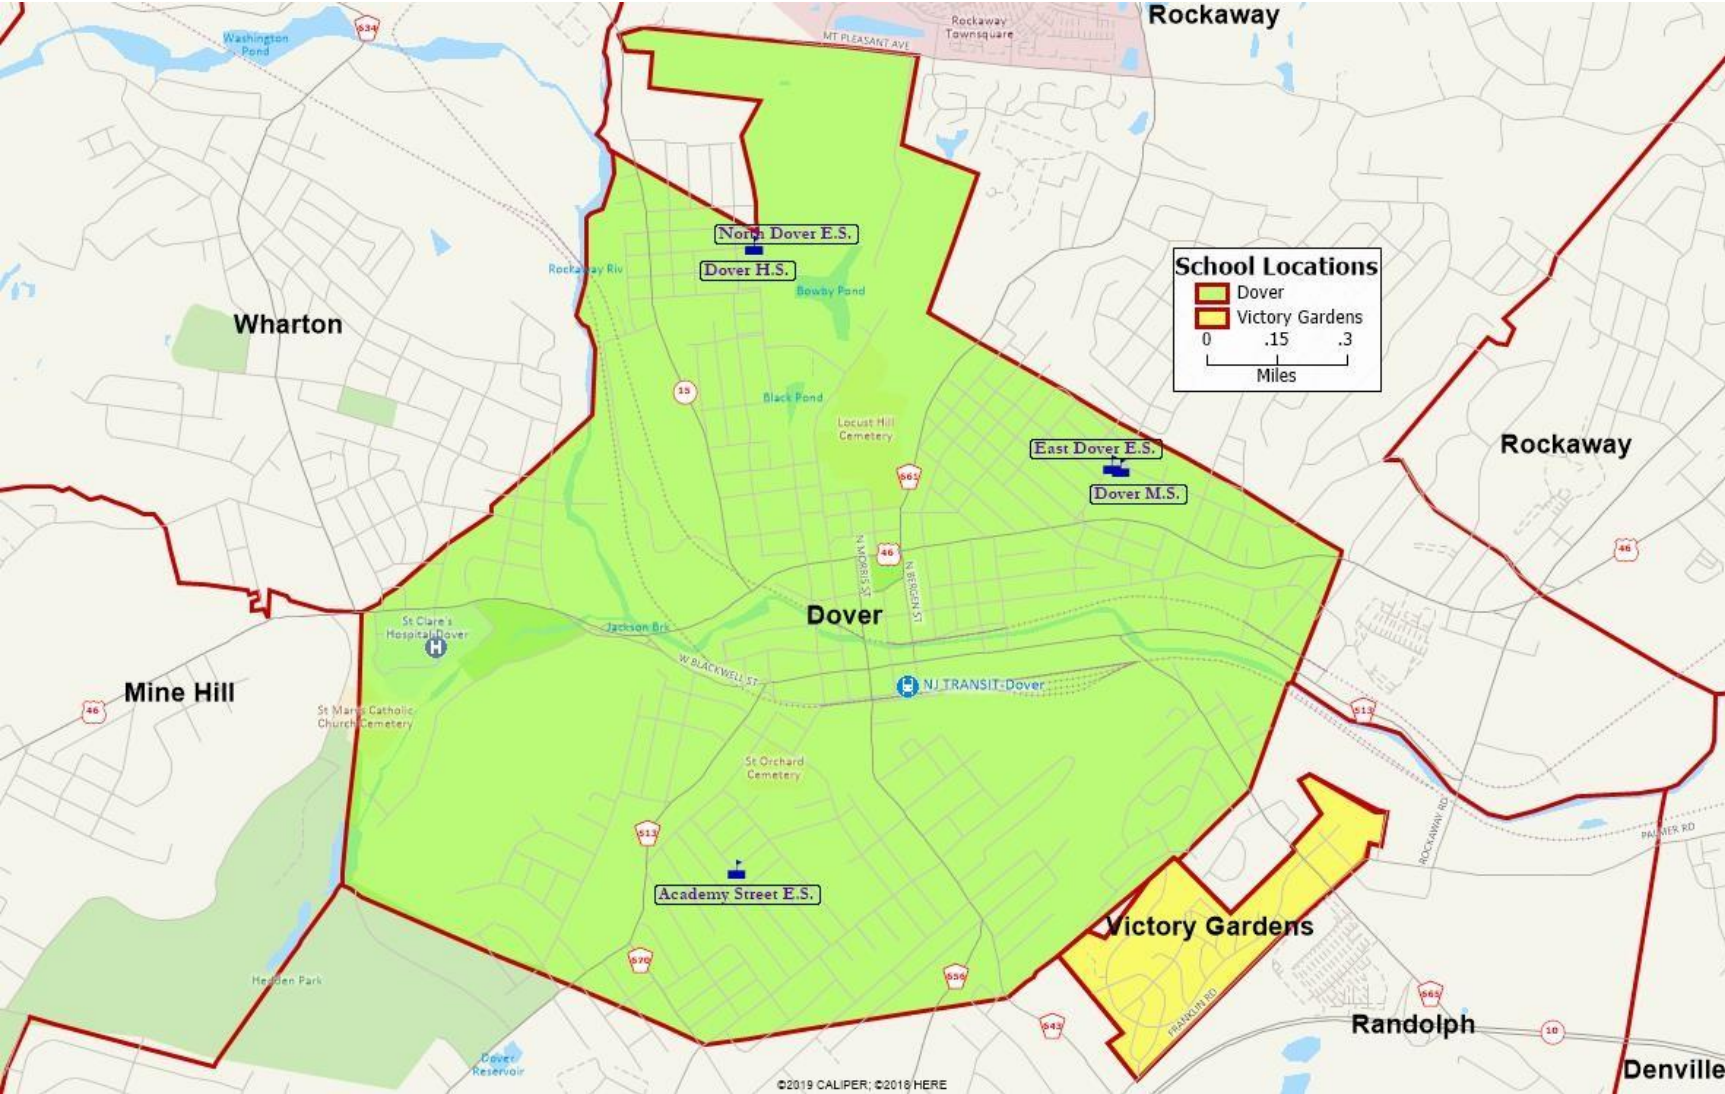 Rockaway
Washington
Pond
634
MT PLEASANT AVE
Rockaway
Townsquare
North Dover E.S.
Dover H.S.
Rockaway Riv
Bowby Pond
School Locations
Dover
Victory Gardens
0 .15 .3
Miles
Wharton
15
Black Pond
Locust Hill
Cemetery
East Dover E.S.
Dover M.S.
Rockaway
661
46
46
N MORRIS ST
N BERGEN ST
Dover
St Clare's
Hospital-Dover
H
Jackson Brk
W BLACKWELL ST
NJ TRANSIT-Dover
Mine Hill
46
St Marys Catholic
Church Cemetery
513
St Orchard
Cemetery
513
ROCKAWAY RD
PALMER RD
Academy Street E.S.
Victory Gardens
670
656
Hedden Park
FRANKLIN RD
665
643
Randolph
10
Dover
Reservoir
Denville
©2019 CALIPER; ©2018 HERE